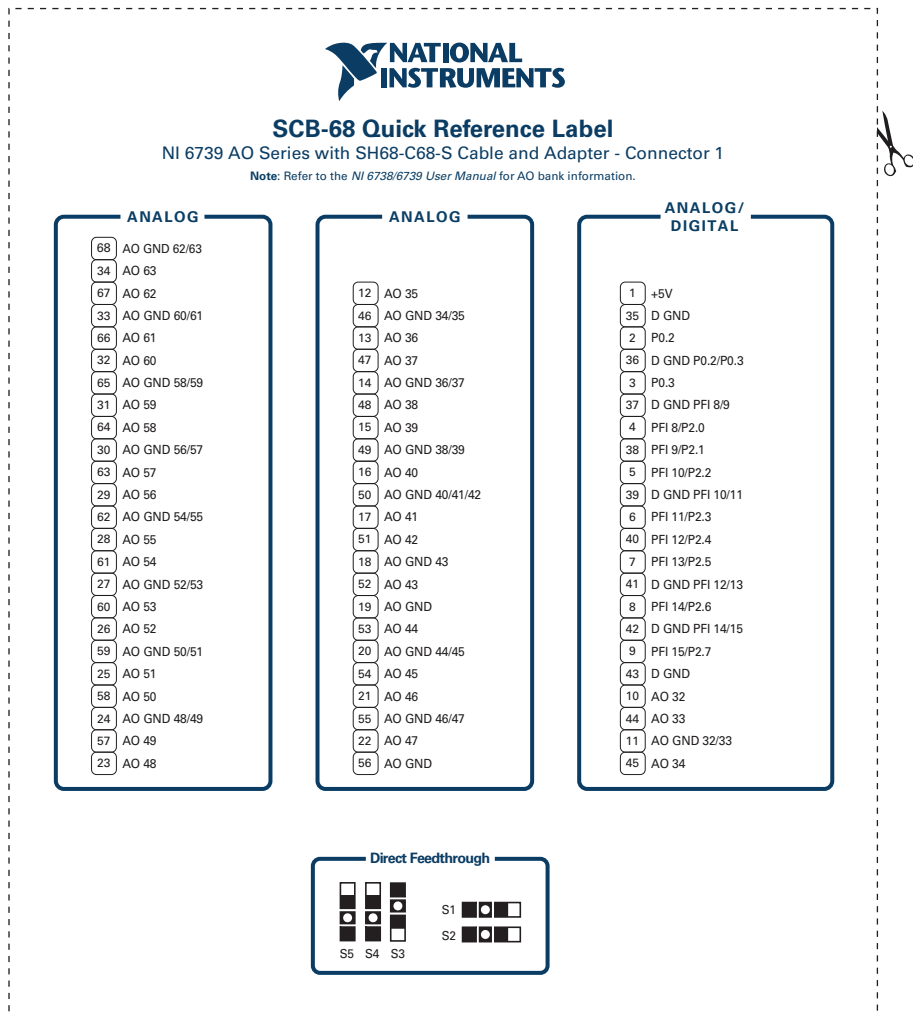 NATIONAL
INSTRUMENTS
SCB-68 Quick Reference Label
NI 6739 AO Series with SH68-C68-S Cable and Adapter - Connector 1
Note: Refer to the NI 6738/6739 User Manual for AO bank information.
ANALOG
68 AO GND 62/63
34 AO 63
67 AO 62
33 AO GND 60/61
66 AO 61
32 AO 60
65 AO GND 58/59
31 AO 59
64 AO 58
30 AO GND 56/57
63 AO 57
29 AO 56
62 AO GND 54/55
28 AO 55
61 AO 54
27 AO GND 52/53
60 AO 53
26 AO 52
59 AO GND 50/51
25 AO 51
58 AO 50
24 AO GND 48/49
57 AO 49
23 AO 48
ANALOG
12 AO 35
46 AO GND 34/35
13 AO 36
47 AO 37
14 AO GND 36/37
48 AO 38
15 AO 39
49 AO GND 38/39
16 AO 40
50 AO GND 40/41/42
17 AO 41
51 AO 42
18 AO GND 43
52 AO 43
19 AO GND
53 AO 44
20 AO GND 44/45
54 AO 45
21 AO 46
55 AO GND 46/47
22 AO 47
56 AO GND
ANALOG/
DIGITAL
1 +5V
35 D GND
2 P0.2
36 D GND P0.2/P0.3
3 P0.3
37 D GND PFI 8/9
4 PFI 8/P2.0
38 PFI 9/P2.1
5 PFI 10/P2.2
39 D GND PFI 10/11
6 PFI 11/P2.3
40 PFI 12/P2.4
7 PFI 13/P2.5
41 D GND PFI 12/13
8 PFI 14/P2.6
42 D GND PFI 14/15
9 PFI 15/P2.7
43 D GND
10 AO 32
44 AO 33
11 AO GND 32/33
45 AO 34
Direct Feedthrough
S5 S4 S3
S1
S2